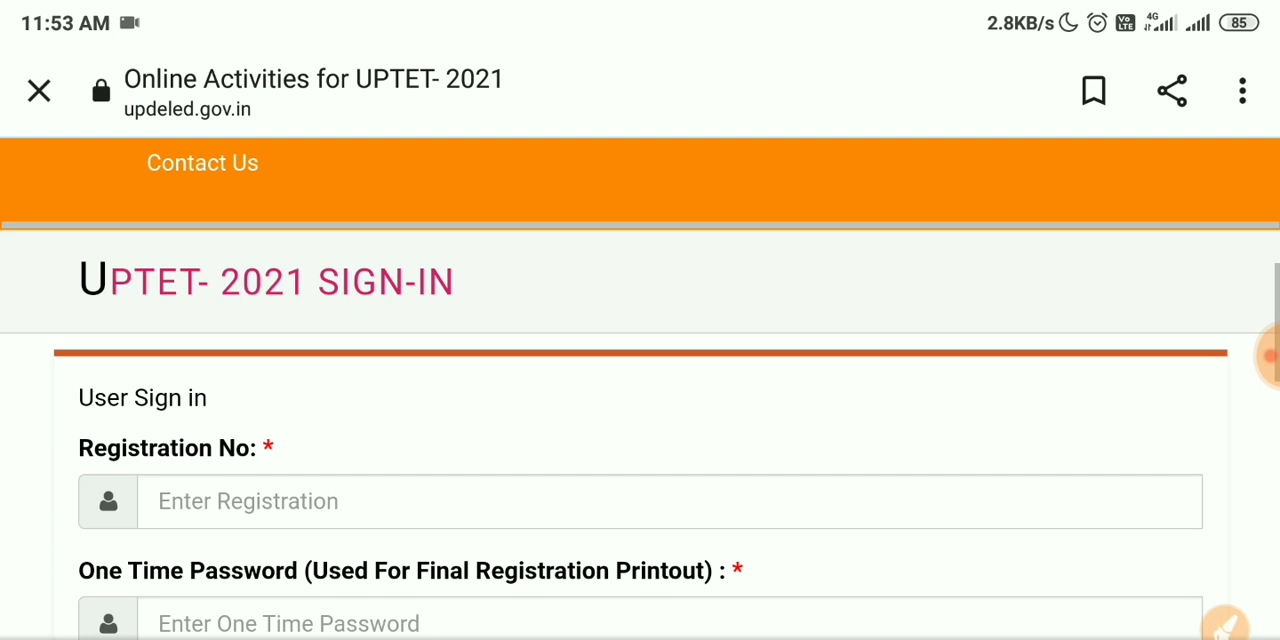 11:53 AM
2.8KB/s Vo LTE 4G 85
Online Activities for UPTET- 2021
updeled.gov.in
Contact Us
UPTET- 2021 SIGN-IN
User Sign in
Registration No: *
Enter Registration
One Time Password (Used For Final Registration Printout) : *
Enter One Time Password